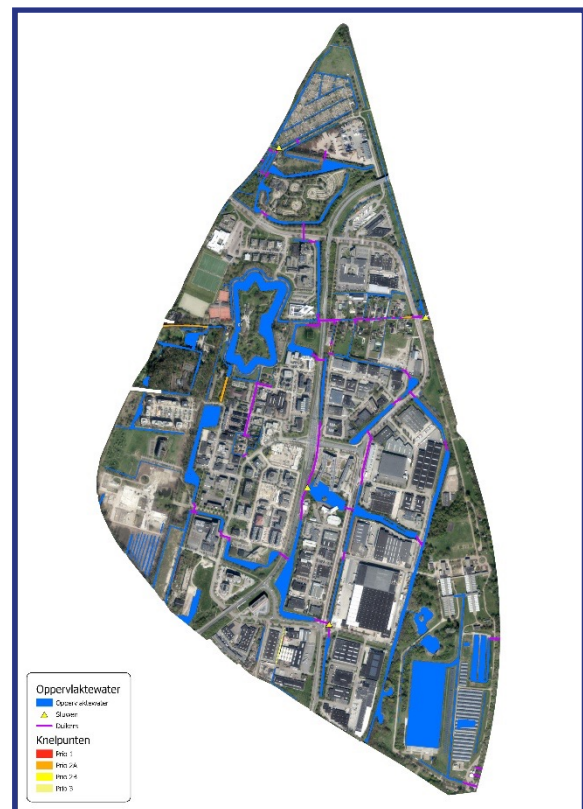 Oppervlaktewater
Oppervlaktewater
Stuwen
Duikers
Knelpunten
Prio 1
Prio 2A
Prio 2B
Prio 3